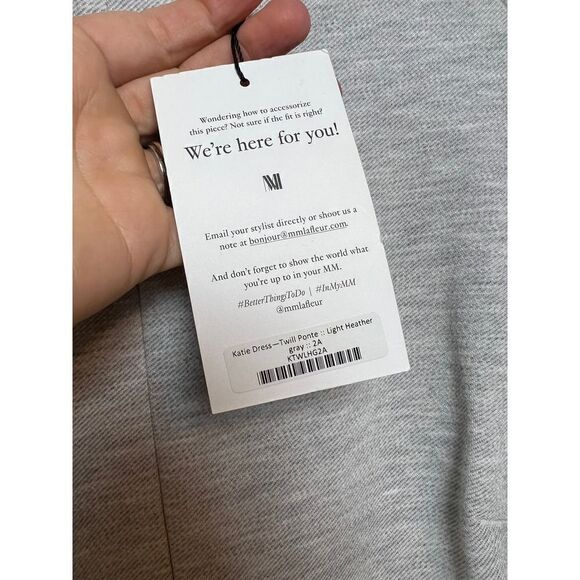 Wondering how to accessorize
this piece? Not sure if the fit is right?
We're here for you!
MM
Email your stylist directly or shoot us a
note at bonjour@mmlafleur.com.
And don't forget to show the world what
you're up to in your MM.
#BetterThingsToDo | #InMyMM
@mmlafleur
Katie Dress—Twill Ponte :: Light Heather
gray :: 2A
KTWLHG2A